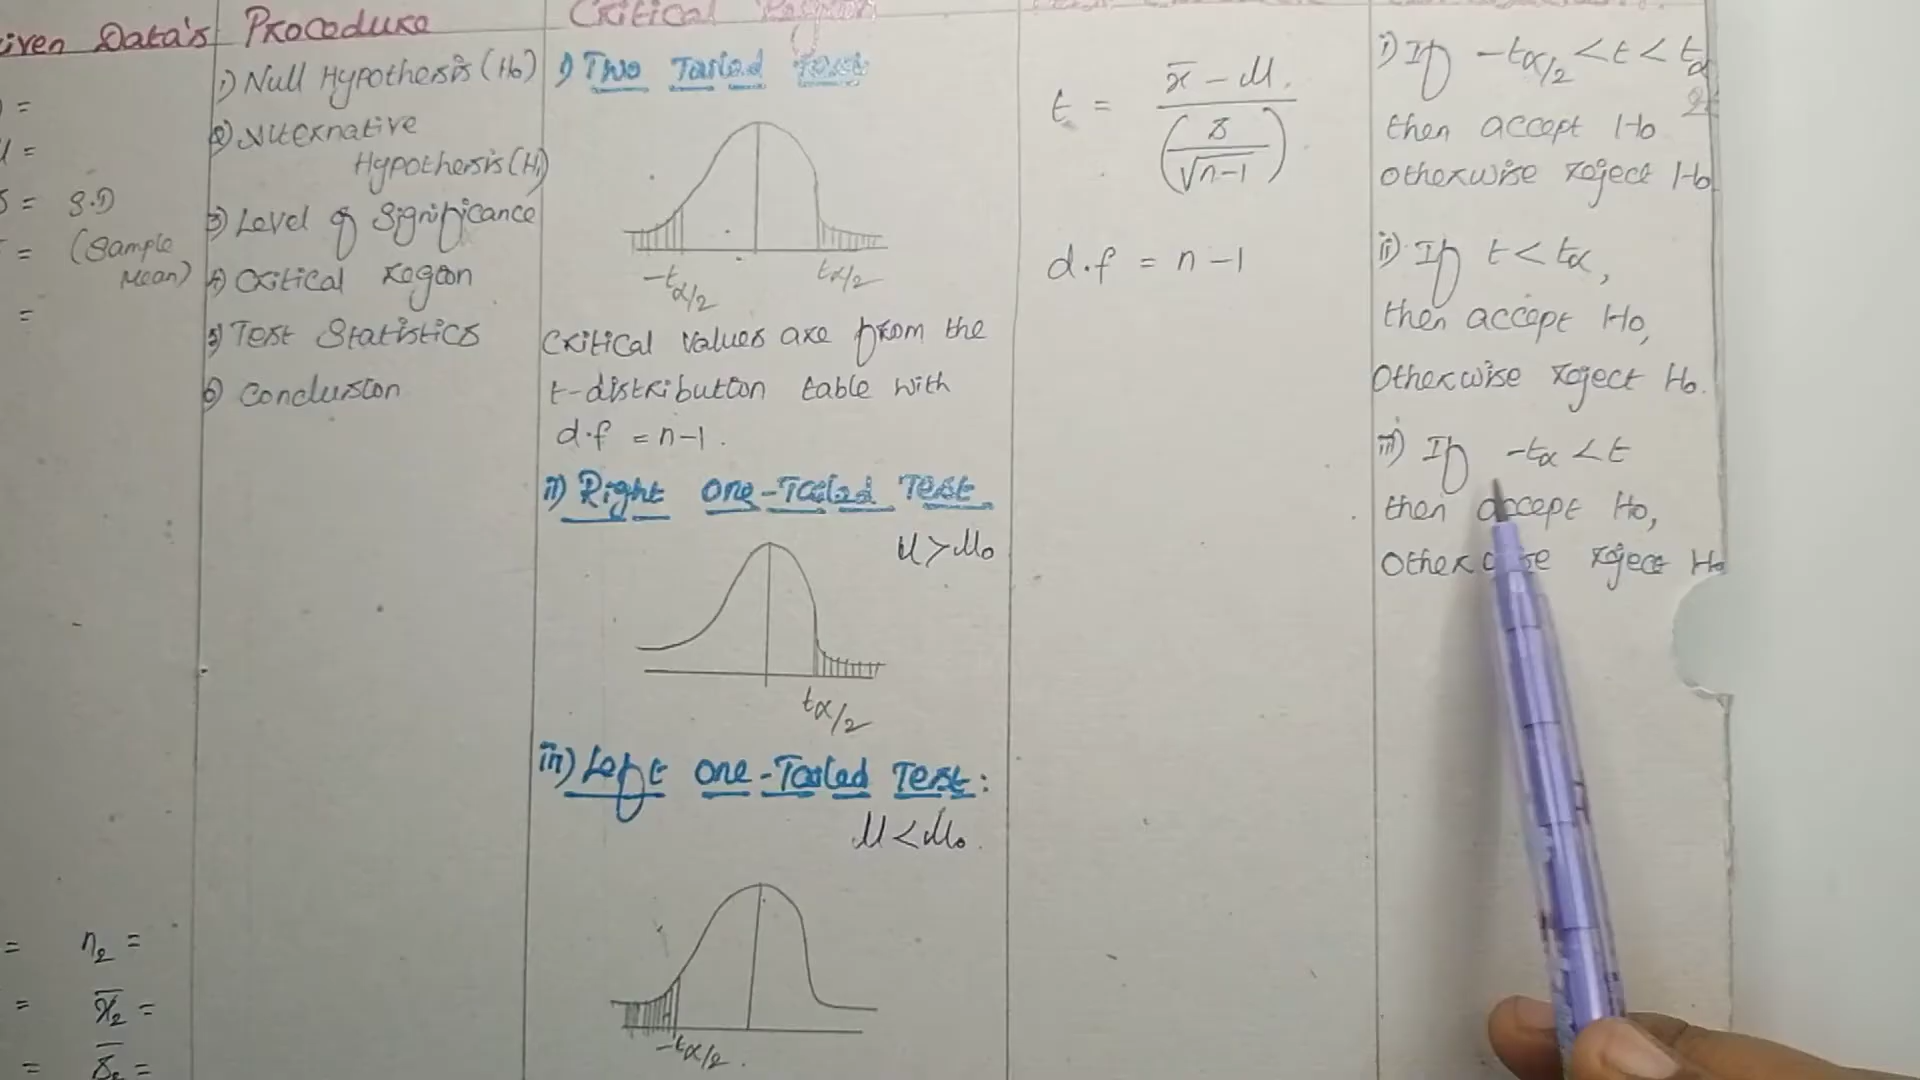 Data's
=
=
= S.D
= (Sample
Mean)
=
= n₂ =
= x̄₂ =
=
Procedure
1) Null Hypothesis (H₀)
2) Alternative
Hypothesis (H₁)
3) Level of Significance
4) Critical region
5) Test Statistics
6) Conclusion
Critical Region
i) Two Tailed Test
-tα/2 tα/2
Critical values are from the
t-distribution table with
d.f = n-1.
ii) Right one-Tailed Test
μ>μ₀
tα/2
iii) Left one-Tailed Test:
μ<μ₀.
-tα/2.
t = x̄ - μ. / (s/√n-1)
d.f = n-1
i) If -tα/2 < t < tα/2
then accept H₀
otherwise reject H₀
ii) If t < tα,
then accept H₀,
Otherwise reject H₀.
iii) If -tα < t
then accept H₀,
Otherwise reject H₀